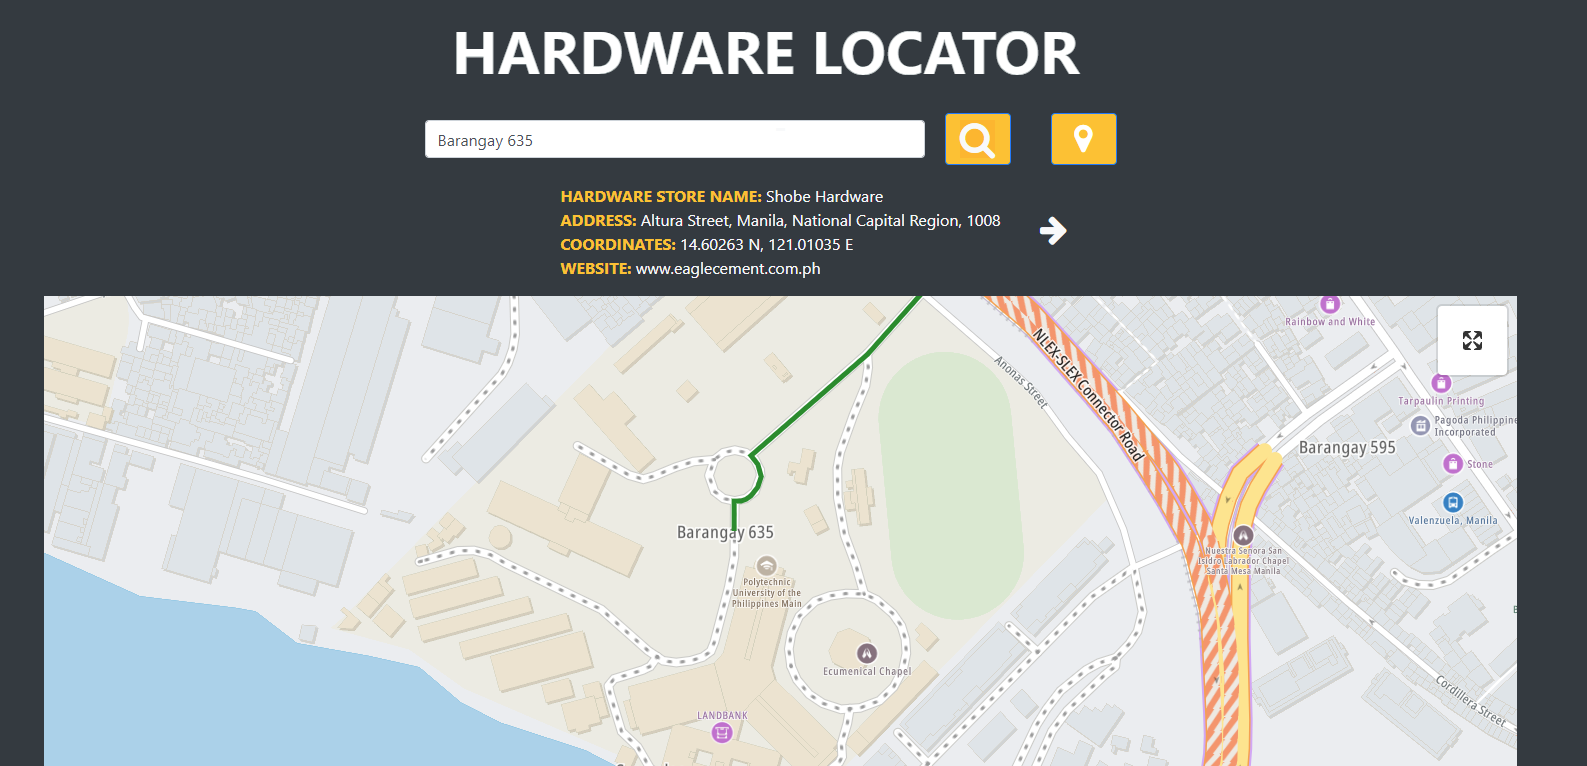 HARDWARE LOCATOR
Barangay 635
HARDWARE STORE NAME: Shobe Hardware
ADDRESS: Altura Street, Manila, National Capital Region, 1008
COORDINATES: 14.60263 N, 121.01035 E
WEBSITE: www.eaglecement.com.ph
Rainbow and White
NLEX-SLEX Connector Road
Anonas Street
Tarpaulin Printing
Pagoda Philippine
Incorporated
Barangay 595
Stone
Valenzuela, Manila
Barangay 635
Nuestra Senora San
Isidro Labrador Chapel
Santa Mesa Manila
Polytechnic
University of the
Philippines Main
Ecumenical Chapel
Cordillera Street
LANDBANK